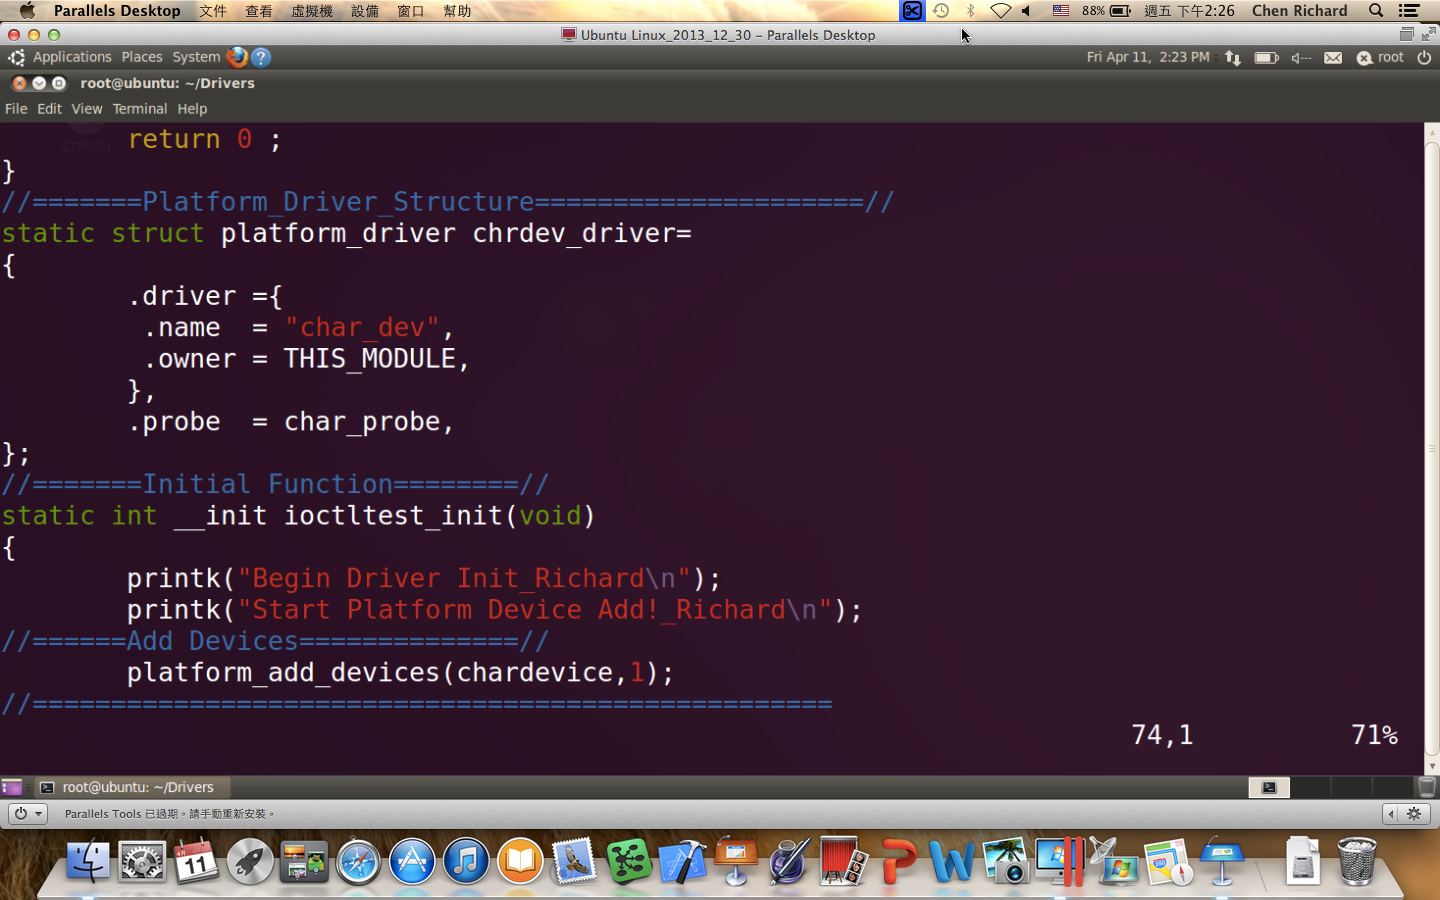 Parallels Desktop 文件 查看 虛擬機 設備 窗口 幫助 88% 週五 下午2:26 Chen Richard
Ubuntu Linux_2013_12_30 – Parallels Desktop
Applications Places System Fri Apr 11, 2:23 PM root
root@ubuntu: ~/Drivers
File Edit View Terminal Help
CDROM
return 0 ;
}
//=======Platform_Driver_Structure=====================//
static struct platform_driver chrdev_driver=
{
.driver ={
.name  = "char_dev",
.owner = THIS_MODULE,
},
.probe  = char_probe,
};
//=======Initial Function========//
static int __init ioctltest_init(void)
{
printk("Begin Driver Init_Richard\n");
printk("Start Platform Device Add!_Richard\n");
//======Add Devices==============//
platform_add_devices(chardevice,1);
//===================================================
74,1 71%
root@ubuntu: ~/Drivers
Parallels Tools 已過期。請手動重新安裝。
11